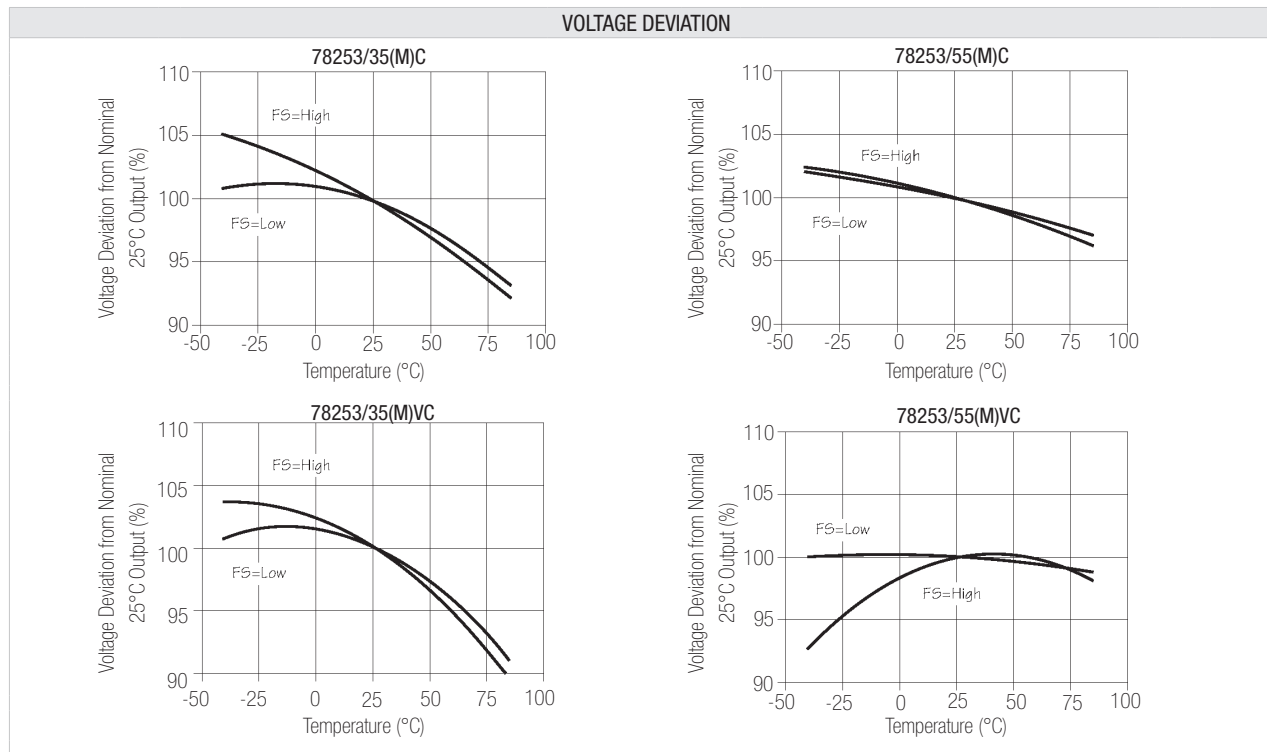 VOLTAGE DEVIATION
78253/35(M)C
Voltage Deviation from Nominal
25°C Output (%)
110
105
100
95
90
FS=High
FS=Low
-50 -25 0 25 50 75 100
Temperature (°C)
78253/55(M)C
Voltage Deviation from Nominal
25°C Output (%)
110
105
100
95
90
FS=High
FS=Low
-50 -25 0 25 50 75 100
Temperature (°C)
78253/35(M)VC
Voltage Deviation from Nominal
25°C Output (%)
110
105
100
95
90
FS=High
FS=Low
-50 -25 0 25 50 75 100
Temperature (°C)
78253/55(M)VC
Voltage Deviation from Nominal
25°C Output (%)
110
105
100
95
90
FS=Low
FS=High
-50 -25 0 25 50 75 100
Temperature (°C)